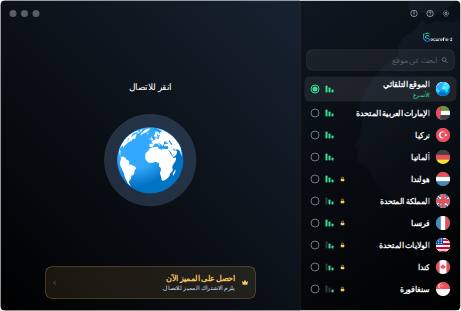 انقر للاتصال
احصل على المميز الآن
يلزم الاشتراك المميز للاتصال.
ابحث عن موقع
الموقع التلقائي
الأسرع
الإمارات العربية المتحدة
تركيا
ألمانيا
هولندا
المملكة المتحدة
فرنسا
الولايات المتحدة
كندا
سنغافورة